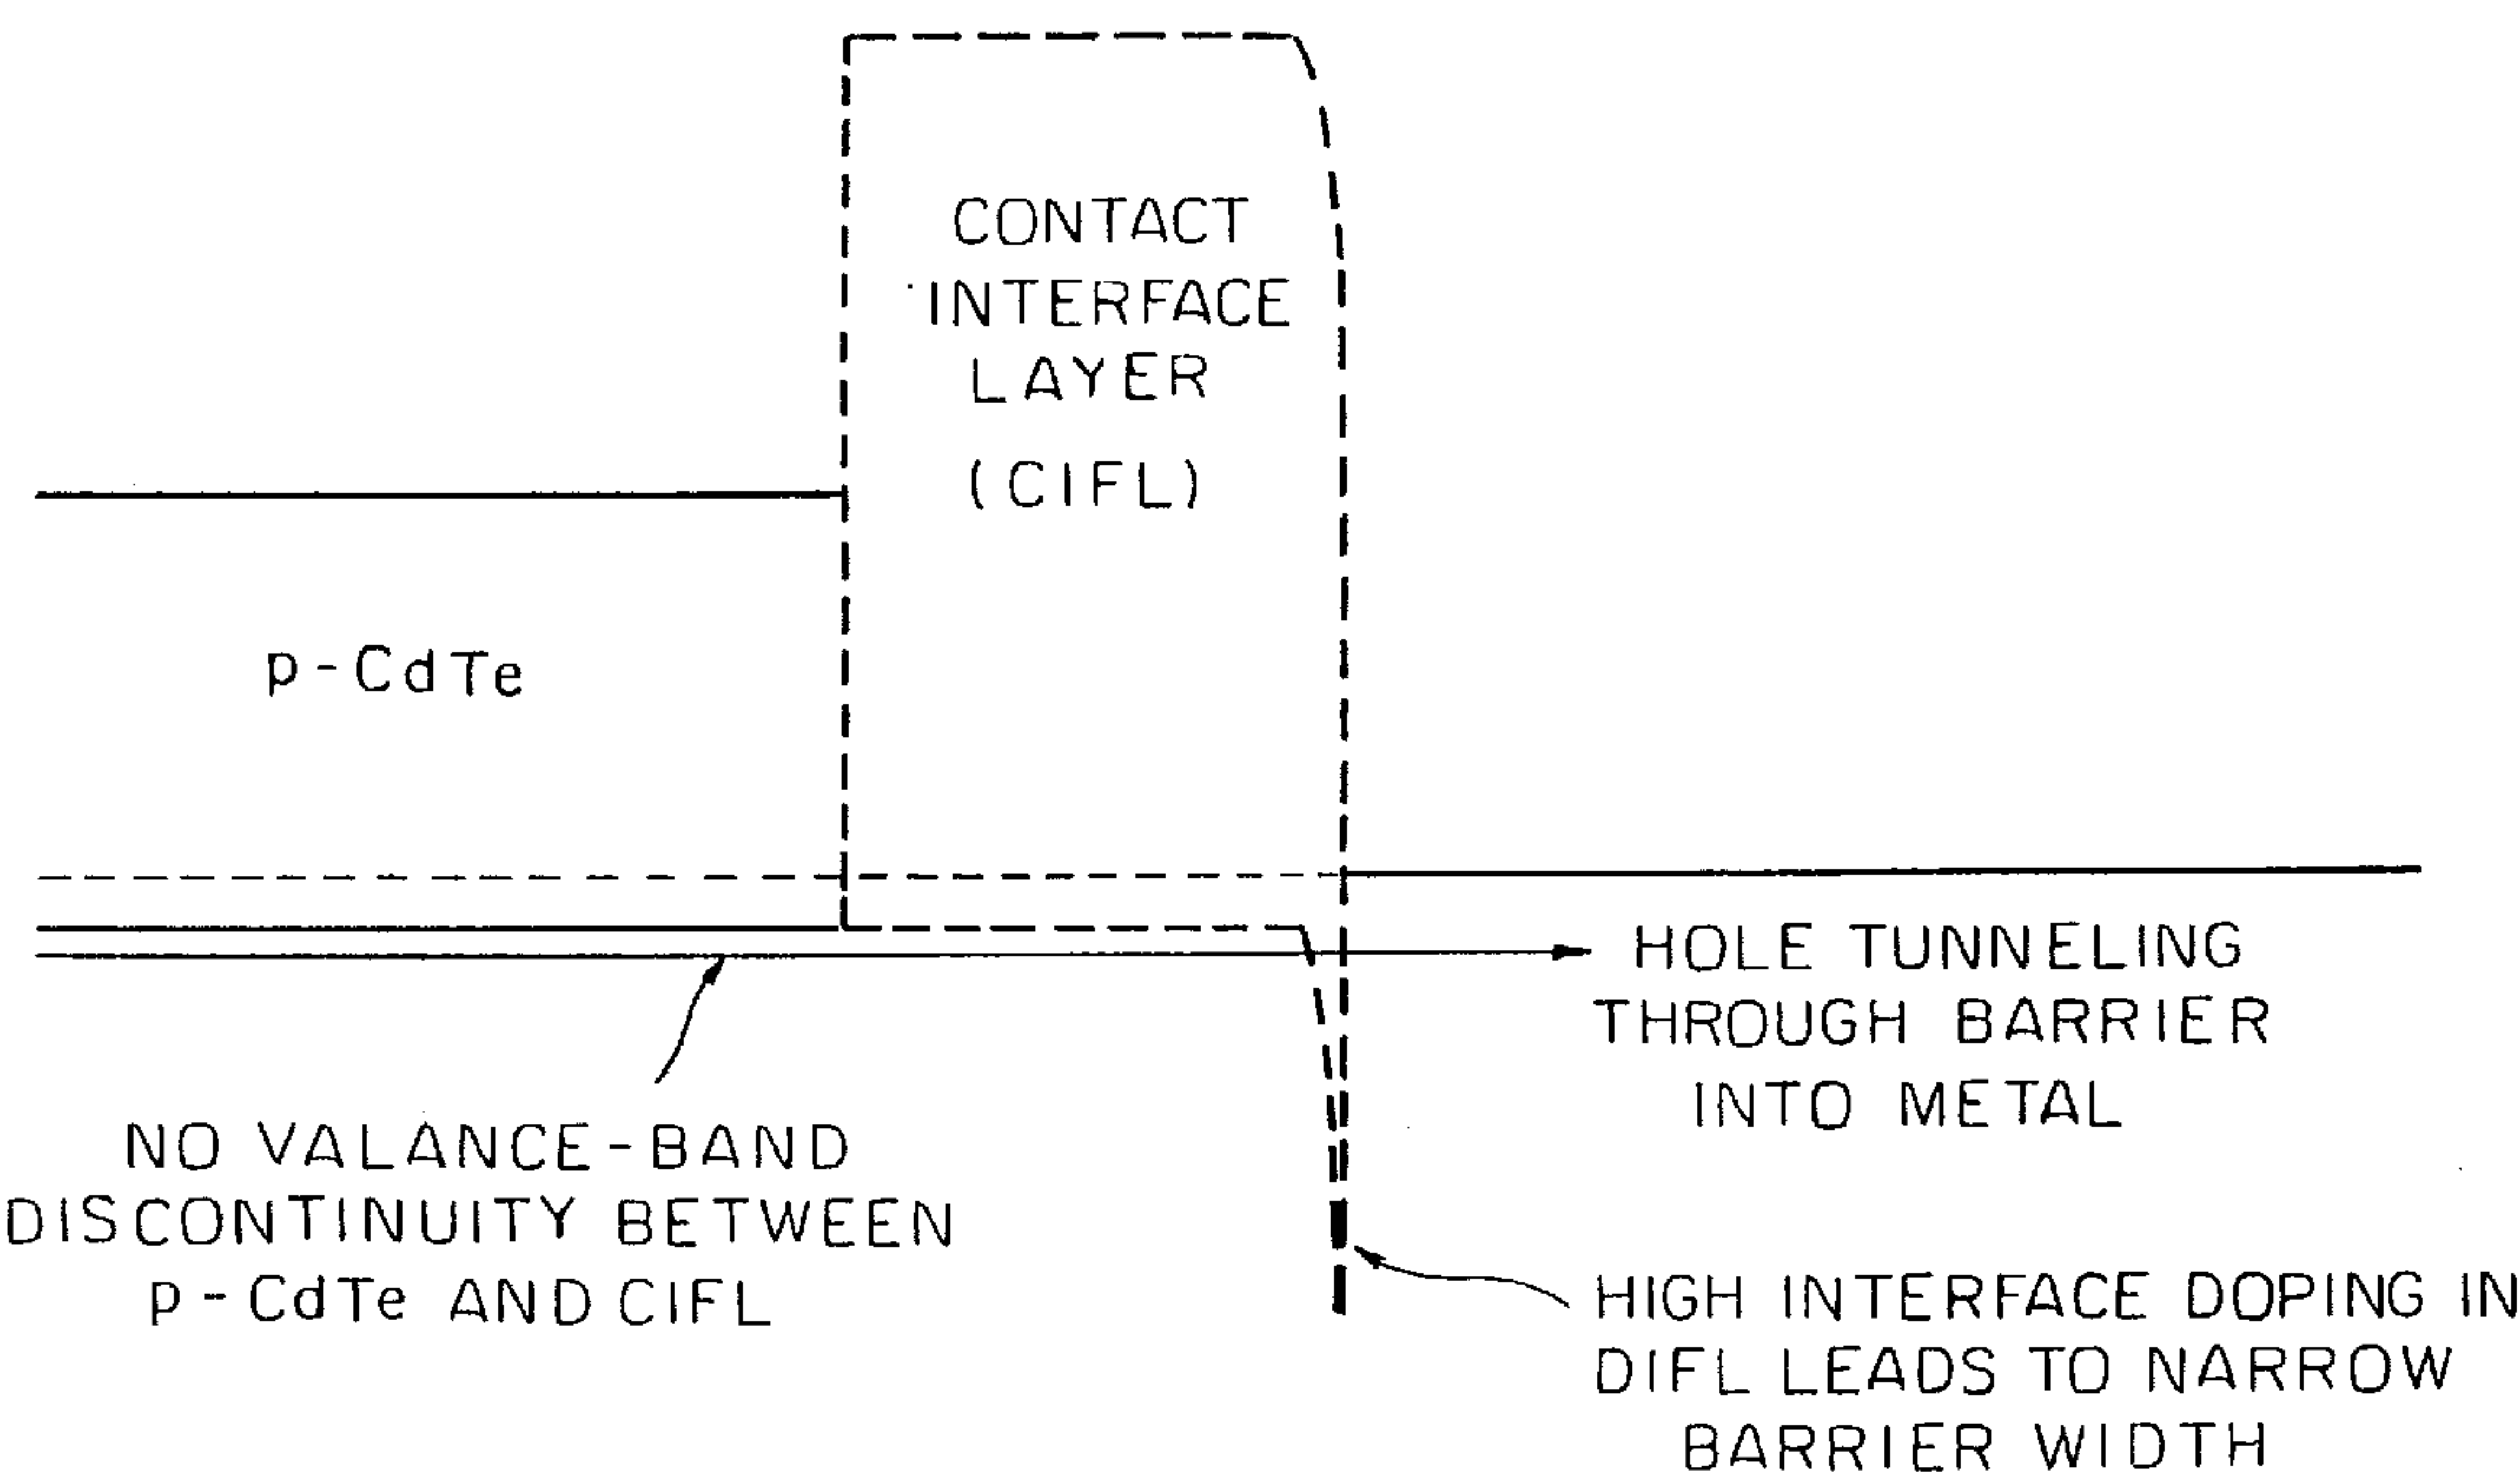 CONTACT
INTERFACE
LAYER
(CIFL)
p-CdTe
HOLE TUNNELING
THROUGH BARRIER
INTO METAL
NO VALANCE-BAND
DISCONTINUITY BETWEEN
p-CdTe AND CIFL
HIGH INTERFACE DOPING IN
DIFL LEADS TO NARROW
BARRIER WIDTH